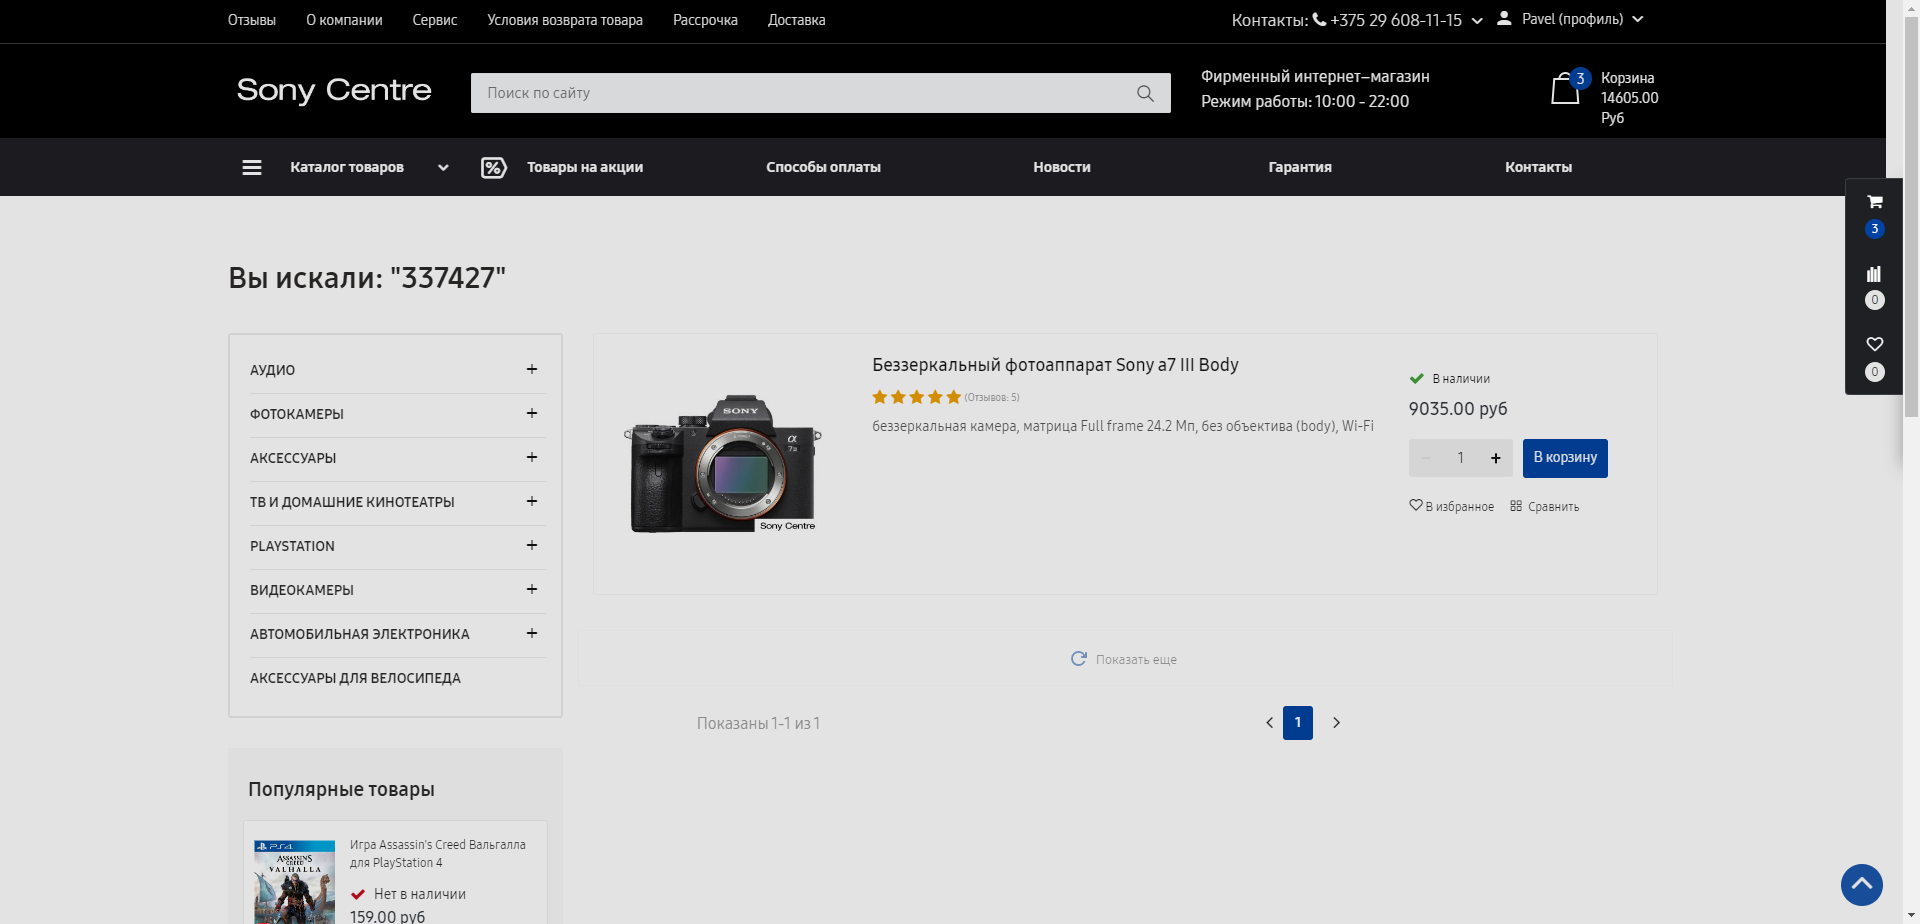 Отзывы
О компании
Сервис
Условия возврата товара
Рассрочка
Доставка
Контакты: +375 29 608-11-15
Pavel (профиль)
Sony Centre
Поиск по сайту
Фирменный интернет–магазин
Режим работы: 10:00 - 22:00
3
Корзина
14605.00
Руб
Каталог товаров
Товары на акции
Способы оплаты
Новости
Гарантия
Контакты
3
0
0
Вы искали: "337427"
АУДИО
ФОТОКАМЕРЫ
АКСЕССУАРЫ
ТВ И ДОМАШНИЕ КИНОТЕАТРЫ
PLAYSTATION
ВИДЕОКАМЕРЫ
АВТОМОБИЛЬНАЯ ЭЛЕКТРОНИКА
АКСЕССУАРЫ ДЛЯ ВЕЛОСИПЕДА
SONY
α
Sony Centre
Беззеркальный фотоаппарат Sony a7 III Body
(Отзывов: 5)
беззеркальная камера, матрица Full frame 24.2 Мп, без объектива (body), Wi-Fi
В наличии
9035.00 руб
− 1 +
В корзину
В избранное
Сравнить
Показать еще
Показаны 1-1 из 1
1
Популярные товары
PS4
ASSASSIN'S
CREED
VALHALLA
Игра Assassin's Creed Вальгалла
для PlayStation 4
Нет в наличии
159.00 руб